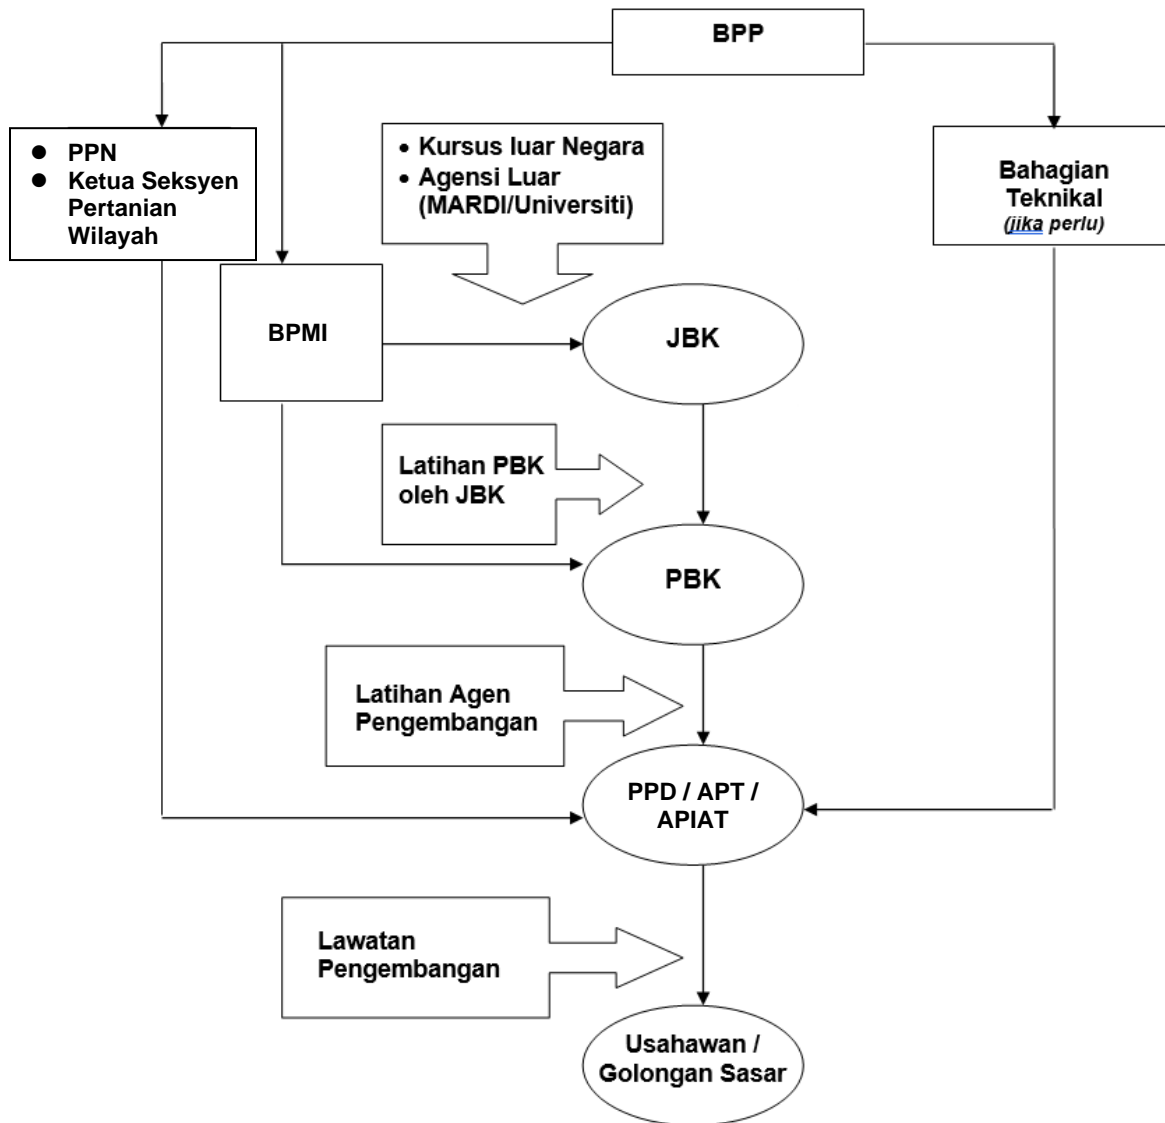 BPP
● PPN
● Ketua Seksyen
Pertanian
Wilayah
• Kursus luar Negara
• Agensi Luar
(MARDI/Universiti)
Bahagian
Teknikal
(jika perlu)
BPMI
JBK
Latihan PBK
oleh JBK
PBK
Latihan Agen
Pengembangan
PPD / APT /
APIAT
Lawatan
Pengembangan
Usahawan /
Golongan Sasar